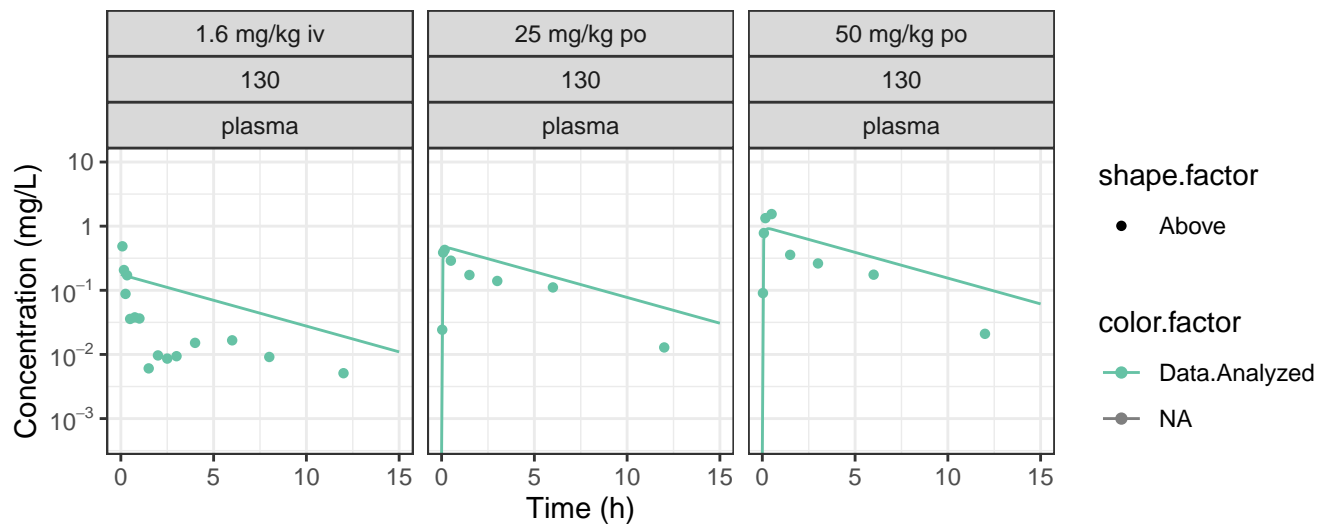 1.6 mg/kg iv
130
plasma
25 mg/kg po
130
plasma
50 mg/kg po
130
plasma
Concentration (mg/L)
10
1
10⁻¹
10⁻²
10⁻³
0 5 10 15
0 5 10 15
0 5 10 15
Time (h)
shape.factor
Above
color.factor
Data.Analyzed
NA